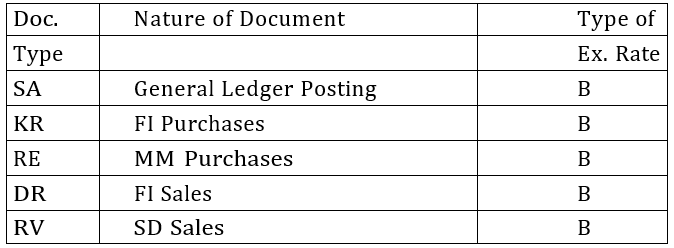 Doc. Nature of Document Type of
Type Ex. Rate
SA General Ledger Posting B
KR FI Purchases B
RE MM Purchases B
DR FI Sales B
RV SD Sales B